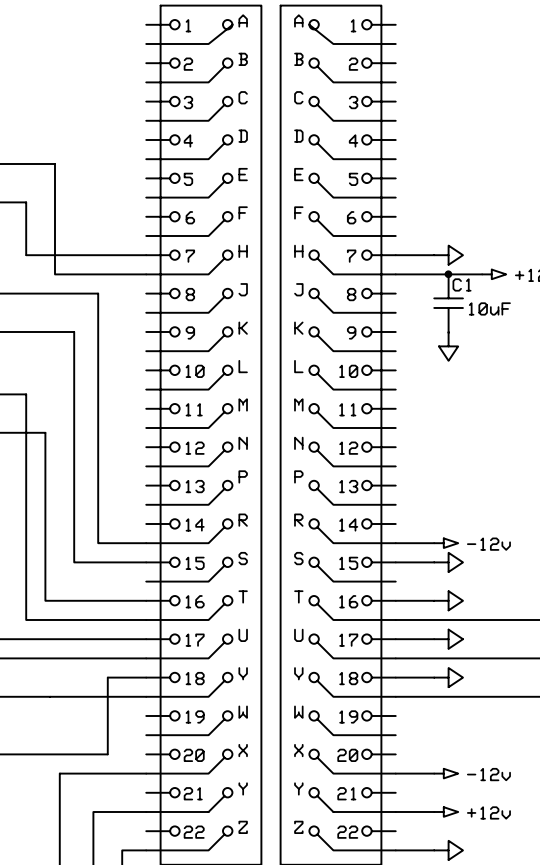 1 A A 1
2 B B 2
3 C C 3
4 D D 4
5 E E 5
6 F F 6
7 H H 7
+12
8 J J 8
C1
10uF
9 K K 9
10 L L 10
11 M M 11
12 N N 12
13 P P 13
14 R R 14
-12v
15 S S 15
16 T T 16
17 U U 17
18 V V 18
19 W W 19
20 X X 20
-12v
21 Y Y 21
+12v
22 Z Z 22